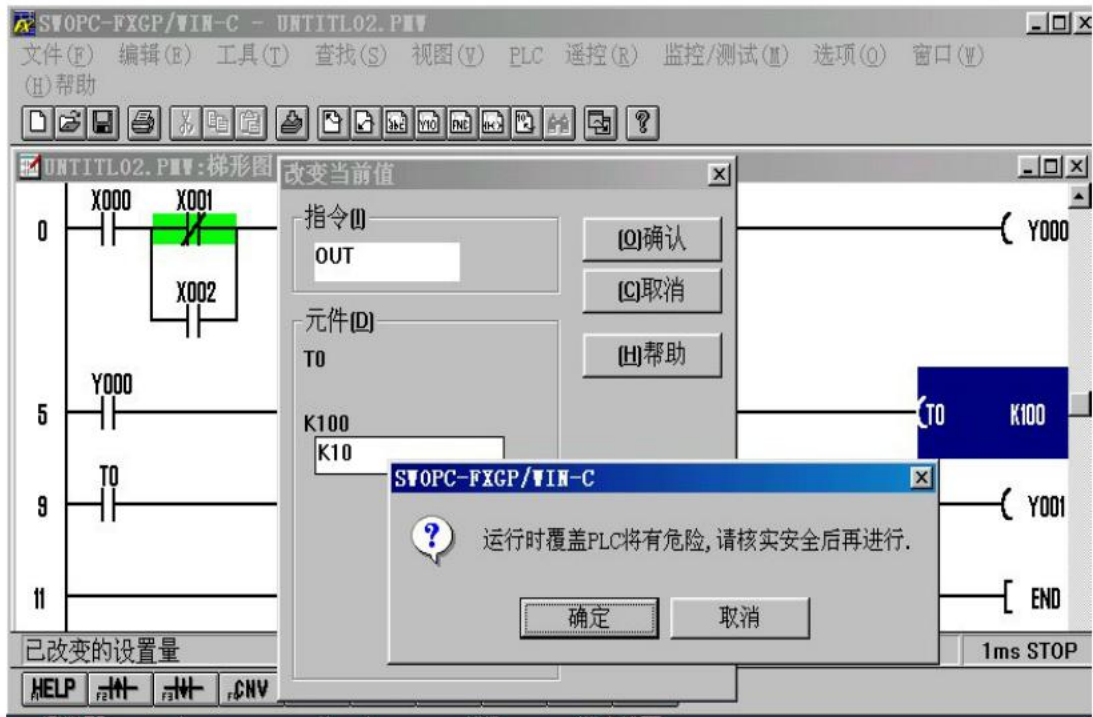 SWOPC-FXGP/WIN-C - UNTITL02.PMW
文件(F) 编辑(E) 工具(T) 查找(S) 视图(V) PLC 遥控(R) 监控/测试(M) 选项(O) 窗口(W)
(H)帮助
UNTITL02.PMW:梯形图
改变当前值
X000 X001
指令(I)
0
OUT
(O)确认
Y000
X002
(C)取消
元件(D)
T0
(H)帮助
Y000
5
K100
T0 K100
K10
T0
SWOPC-FXGP/WIN-C
9
Y001
运行时覆盖PLC将有危险,请核实安全后再进行.
11
END
确定 取消
已改变的设置量
1ms STOP
HELP F2 F3 CNV